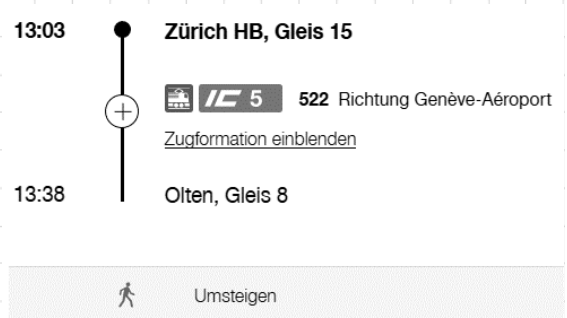 13:03 Zürich HB, Gleis 15
IC 5 522 Richtung Genève-Aéroport
Zugformation einblenden
13:38 Olten, Gleis 8
Umsteigen